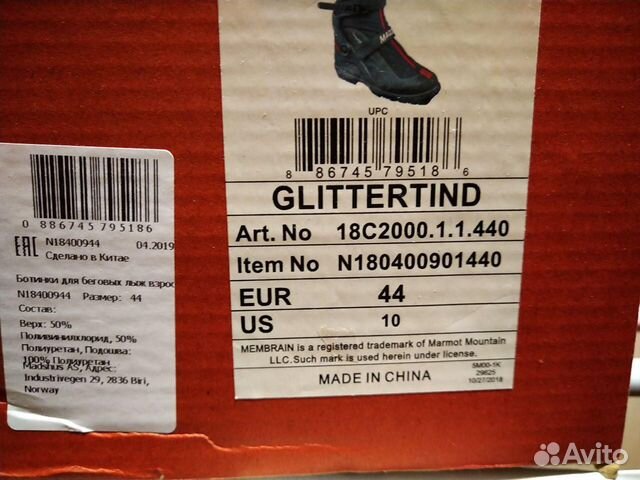 UPC
8 86745 79518 6
GLITTERTIND
Art. No 18C2000.1.1.440
Item No N180400901440
EUR 44
US 10
MEMBRAIN is a registered trademark of Marmot Mountain
LLC.Such mark is used herein under license.
MADE IN CHINA
5M00-1K
29825
10/27/2018
0 886745 795186
EAC N18400944 04.2019
Сделано в Китае
Ботинки для беговых лыж взрос
N18400944 Размер: 44
Состав:
Верх: 50%
Поливинилхлорид, 50%
Полиуретан, Подошва:
100% Полиуретан
Madshus AS, Адрес:
Industrivegen 29, 2836 Biri,
Norway
Avito